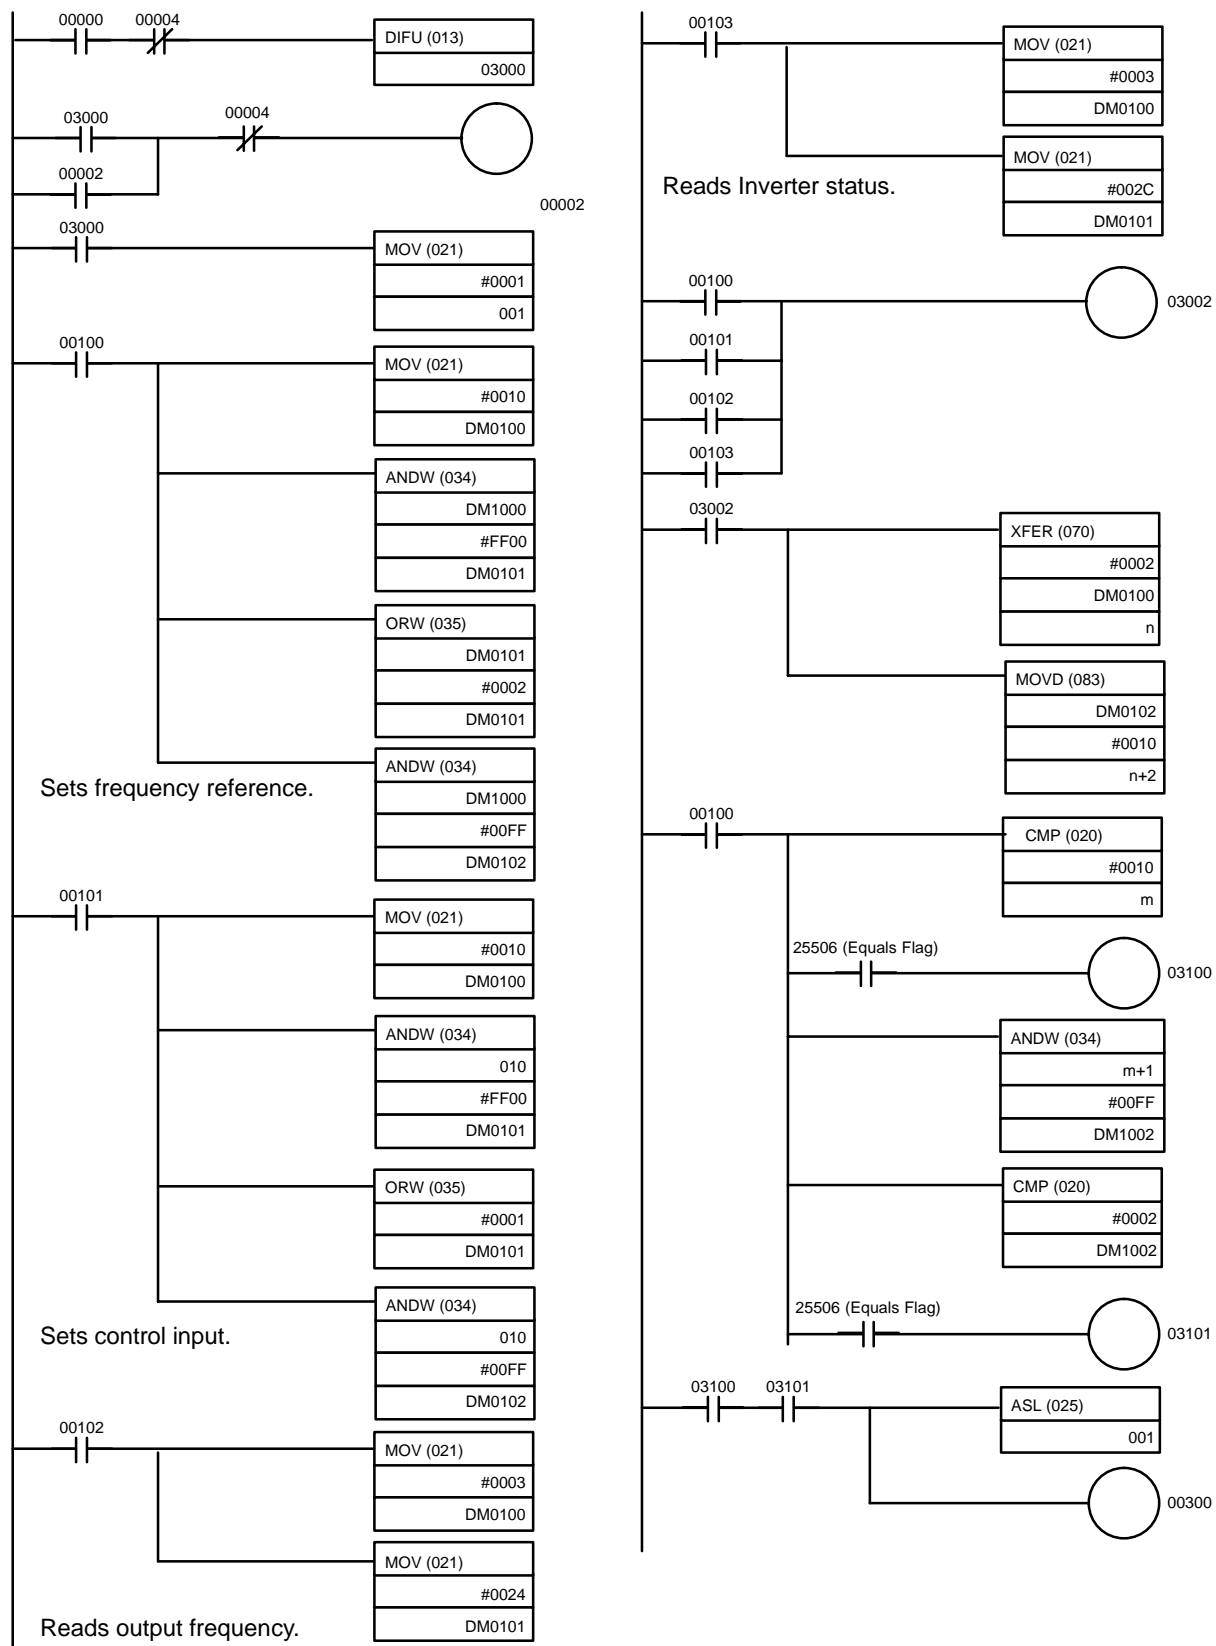 00000 00004
DIFU (013)
03000
03000
00004
00002
00002
03000
MOV (021)
#0001
001
00100
MOV (021)
#0010
DM0100
ANDW (034)
DM1000
#FF00
DM0101
ORW (035)
DM0101
#0002
DM0101
Sets frequency reference.
ANDW (034)
DM1000
#00FF
DM0102
00101
MOV (021)
#0010
DM0100
ANDW (034)
010
#FF00
DM0101
ORW (035)
#0001
DM0101
Sets control input.
ANDW (034)
010
#00FF
DM0102
00102
MOV (021)
#0003
DM0100
MOV (021)
#0024
DM0101
Reads output frequency.
00103
MOV (021)
#0003
DM0100
MOV (021)
#002C
DM0101
Reads Inverter status.
00100
03002
00101
00102
00103
03002
XFER (070)
#0002
DM0100
n
MOVD (083)
DM0102
#0010
n+2
00100
CMP (020)
#0010
m
25506 (Equals Flag)
03100
ANDW (034)
m+1
#00FF
DM1002
CMP (020)
#0002
DM1002
25506 (Equals Flag)
03101
03100 03101
ASL (025)
001
00300